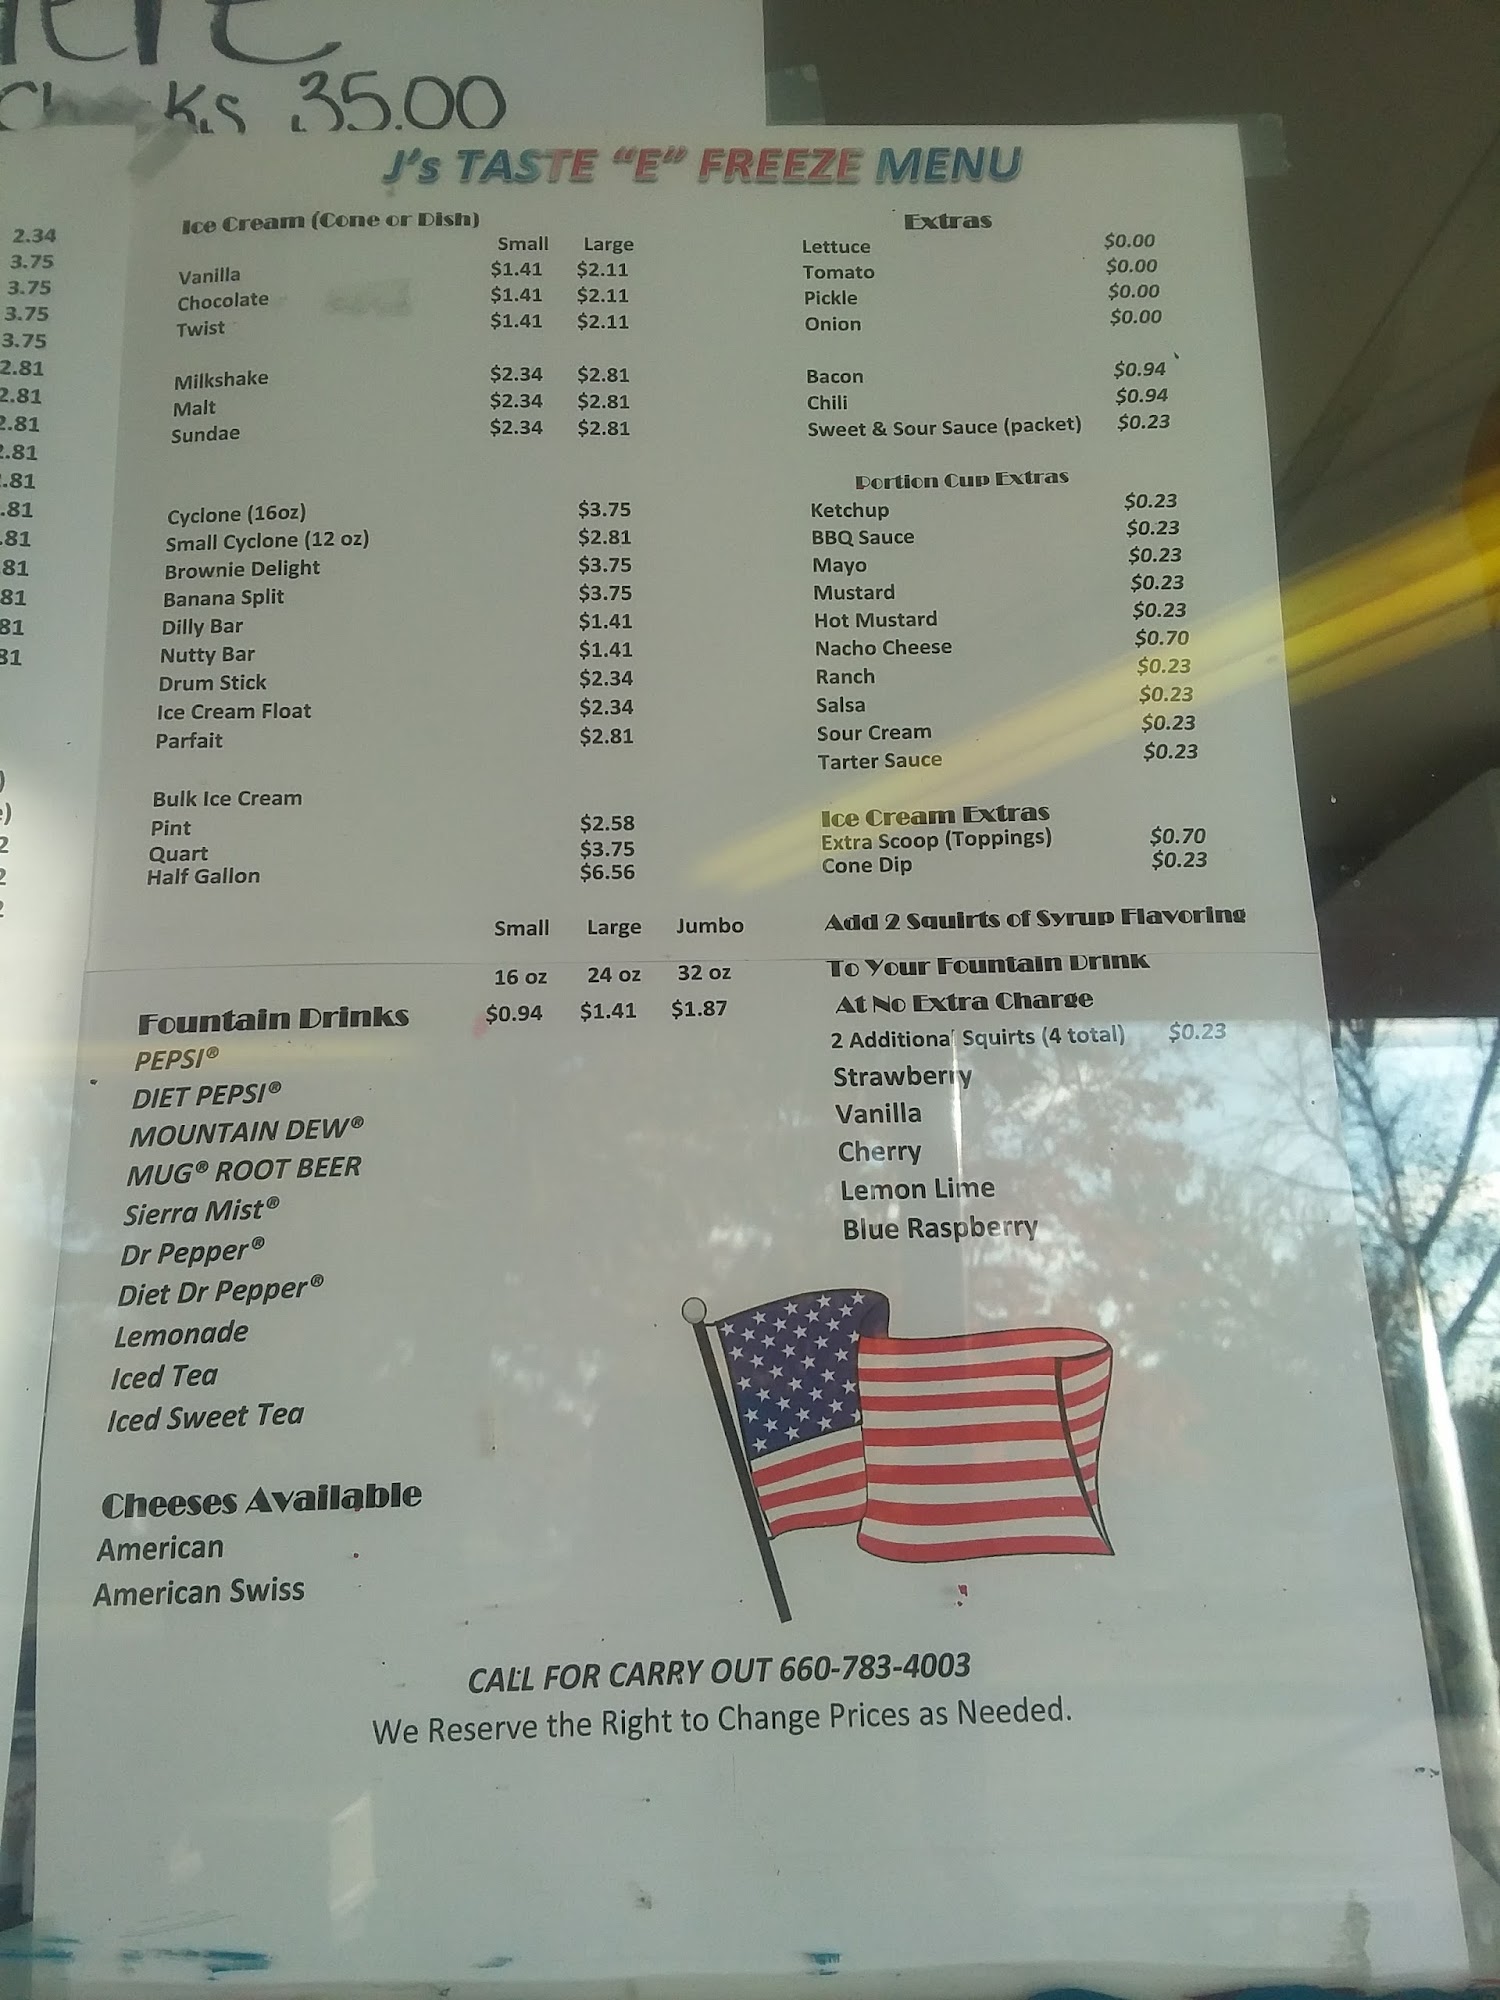 Checks 35.00
2.34
3.75
3.75
3.75
3.75
2.81
2.81
2.81
2.81
.81
.81
.81
81
81
81
81
J's TASTE "E" FREEZE MENU
Ice Cream (Cone or Dish)
Small Large
Vanilla $1.41 $2.11
Chocolate $1.41 $2.11
Twist $1.41 $2.11
Milkshake $2.34 $2.81
Malt $2.34 $2.81
Sundae $2.34 $2.81
Cyclone (16oz) $3.75
Small Cyclone (12 oz) $2.81
Brownie Delight $3.75
Banana Split $3.75
Dilly Bar $1.41
Nutty Bar $1.41
Drum Stick $2.34
Ice Cream Float $2.34
Parfait $2.81
Bulk Ice Cream
Pint $2.58
Quart $3.75
Half Gallon $6.56
Small Large Jumbo
16 oz 24 oz 32 oz
Fountain Drinks $0.94 $1.41 $1.87
PEPSI®
DIET PEPSI®
MOUNTAIN DEW®
MUG® ROOT BEER
Sierra Mist®
Dr Pepper®
Diet Dr Pepper®
Lemonade
Iced Tea
Iced Sweet Tea
Cheeses Available
American
American Swiss
Extras
Lettuce $0.00
Tomato $0.00
Pickle $0.00
Onion $0.00
Bacon $0.94
Chili $0.94
Sweet & Sour Sauce (packet) $0.23
Portion Cup Extras
Ketchup $0.23
BBQ Sauce $0.23
Mayo $0.23
Mustard $0.23
Hot Mustard $0.23
Nacho Cheese $0.70
Ranch $0.23
Salsa $0.23
Sour Cream $0.23
Tarter Sauce $0.23
Ice Cream Extras
Extra Scoop (Toppings) $0.70
Cone Dip $0.23
Add 2 Squirts of Syrup Flavoring
To Your Fountain Drink
At No Extra Charge
2 Additional Squirts (4 total) $0.23
Strawberry
Vanilla
Cherry
Lemon Lime
Blue Raspberry
CALL FOR CARRY OUT 660-783-4003
We Reserve the Right to Change Prices as Needed.